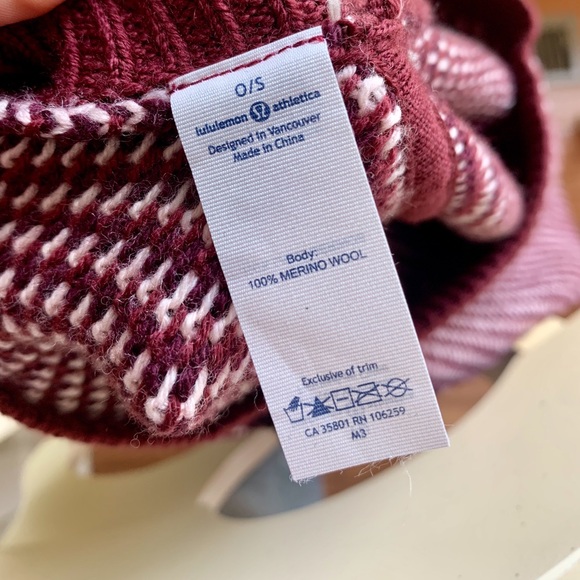 O/S
lululemon athletica
Designed in Vancouver
Made in China
Body:
100% MERINO WOOL
Exclusive of trim
CA 35801 RN 106259
M3